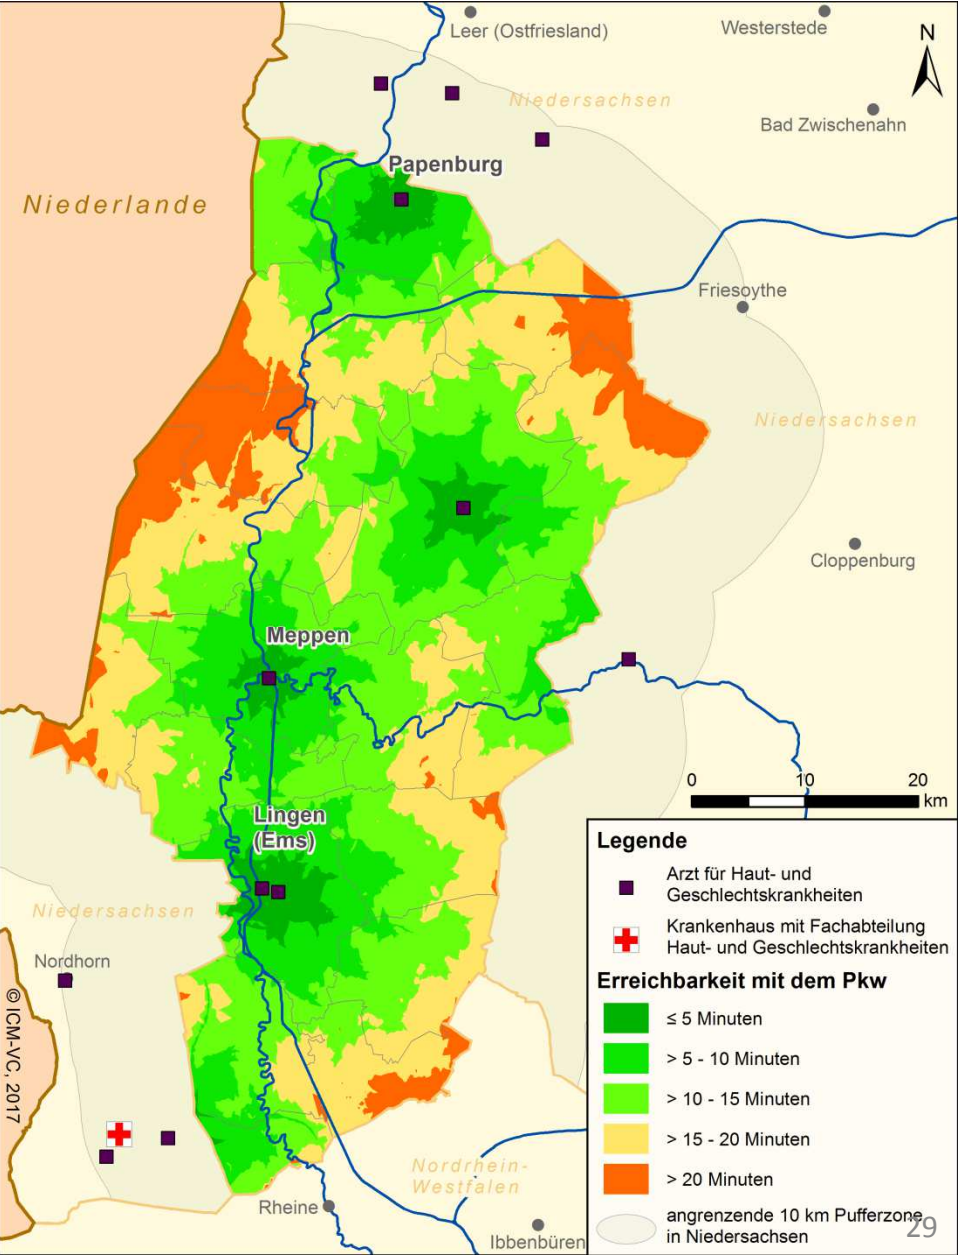 Leer (Ostfriesland)
Westerstede
N
Niedersachsen
Bad Zwischenahn
Papenburg
Niederlande
Friesoythe
Niedersachsen
Cloppenburg
Meppen
0 10 20
km
Lingen
(Ems)
Niedersachsen
Nordhorn
© ICM-VC, 2017
Nordrhein-
Westfalen
Rheine
Ibbenbüren
Legende
Arzt für Haut- und
Geschlechtskrankheiten
Krankenhaus mit Fachabteilung
Haut- und Geschlechtskrankheiten
Erreichbarkeit mit dem Pkw
≤ 5 Minuten
> 5 - 10 Minuten
> 10 - 15 Minuten
> 15 - 20 Minuten
> 20 Minuten
angrenzende 10 km Pufferzone
in Niedersachsen
29